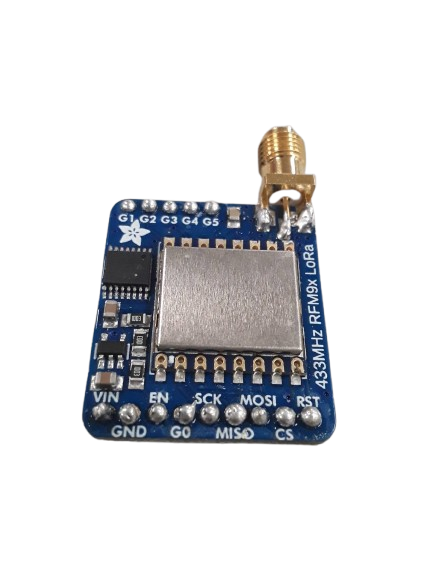 G1 G2 G3 G4 G5
433MHz RFM9x LoRa
VIN EN SCK MOSI RST
GND G0 MISO CS